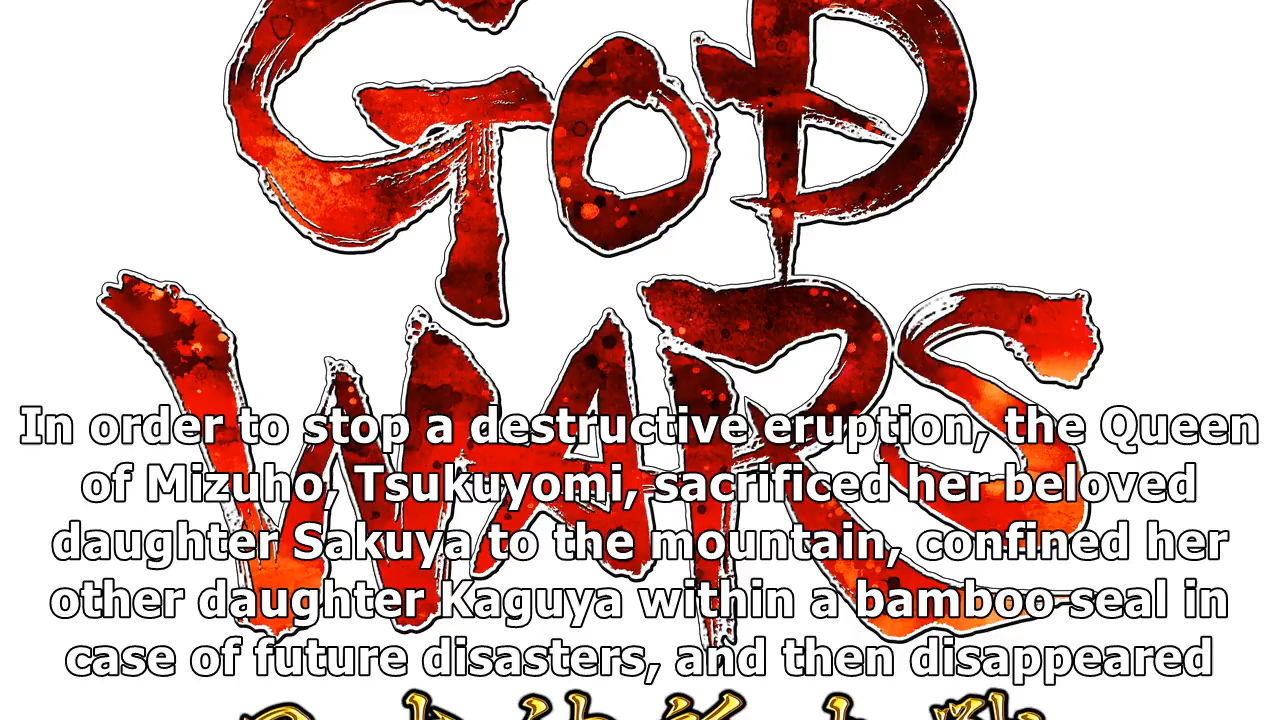 GOD
WARS
In order to stop a destructive eruption, the Queen
of Mizuho, Tsukuyomi, sacrificed her beloved
daughter Sakuya to the mountain, confined her
other daughter Kaguya within a bamboo seal in
case of future disasters, and then disappeared